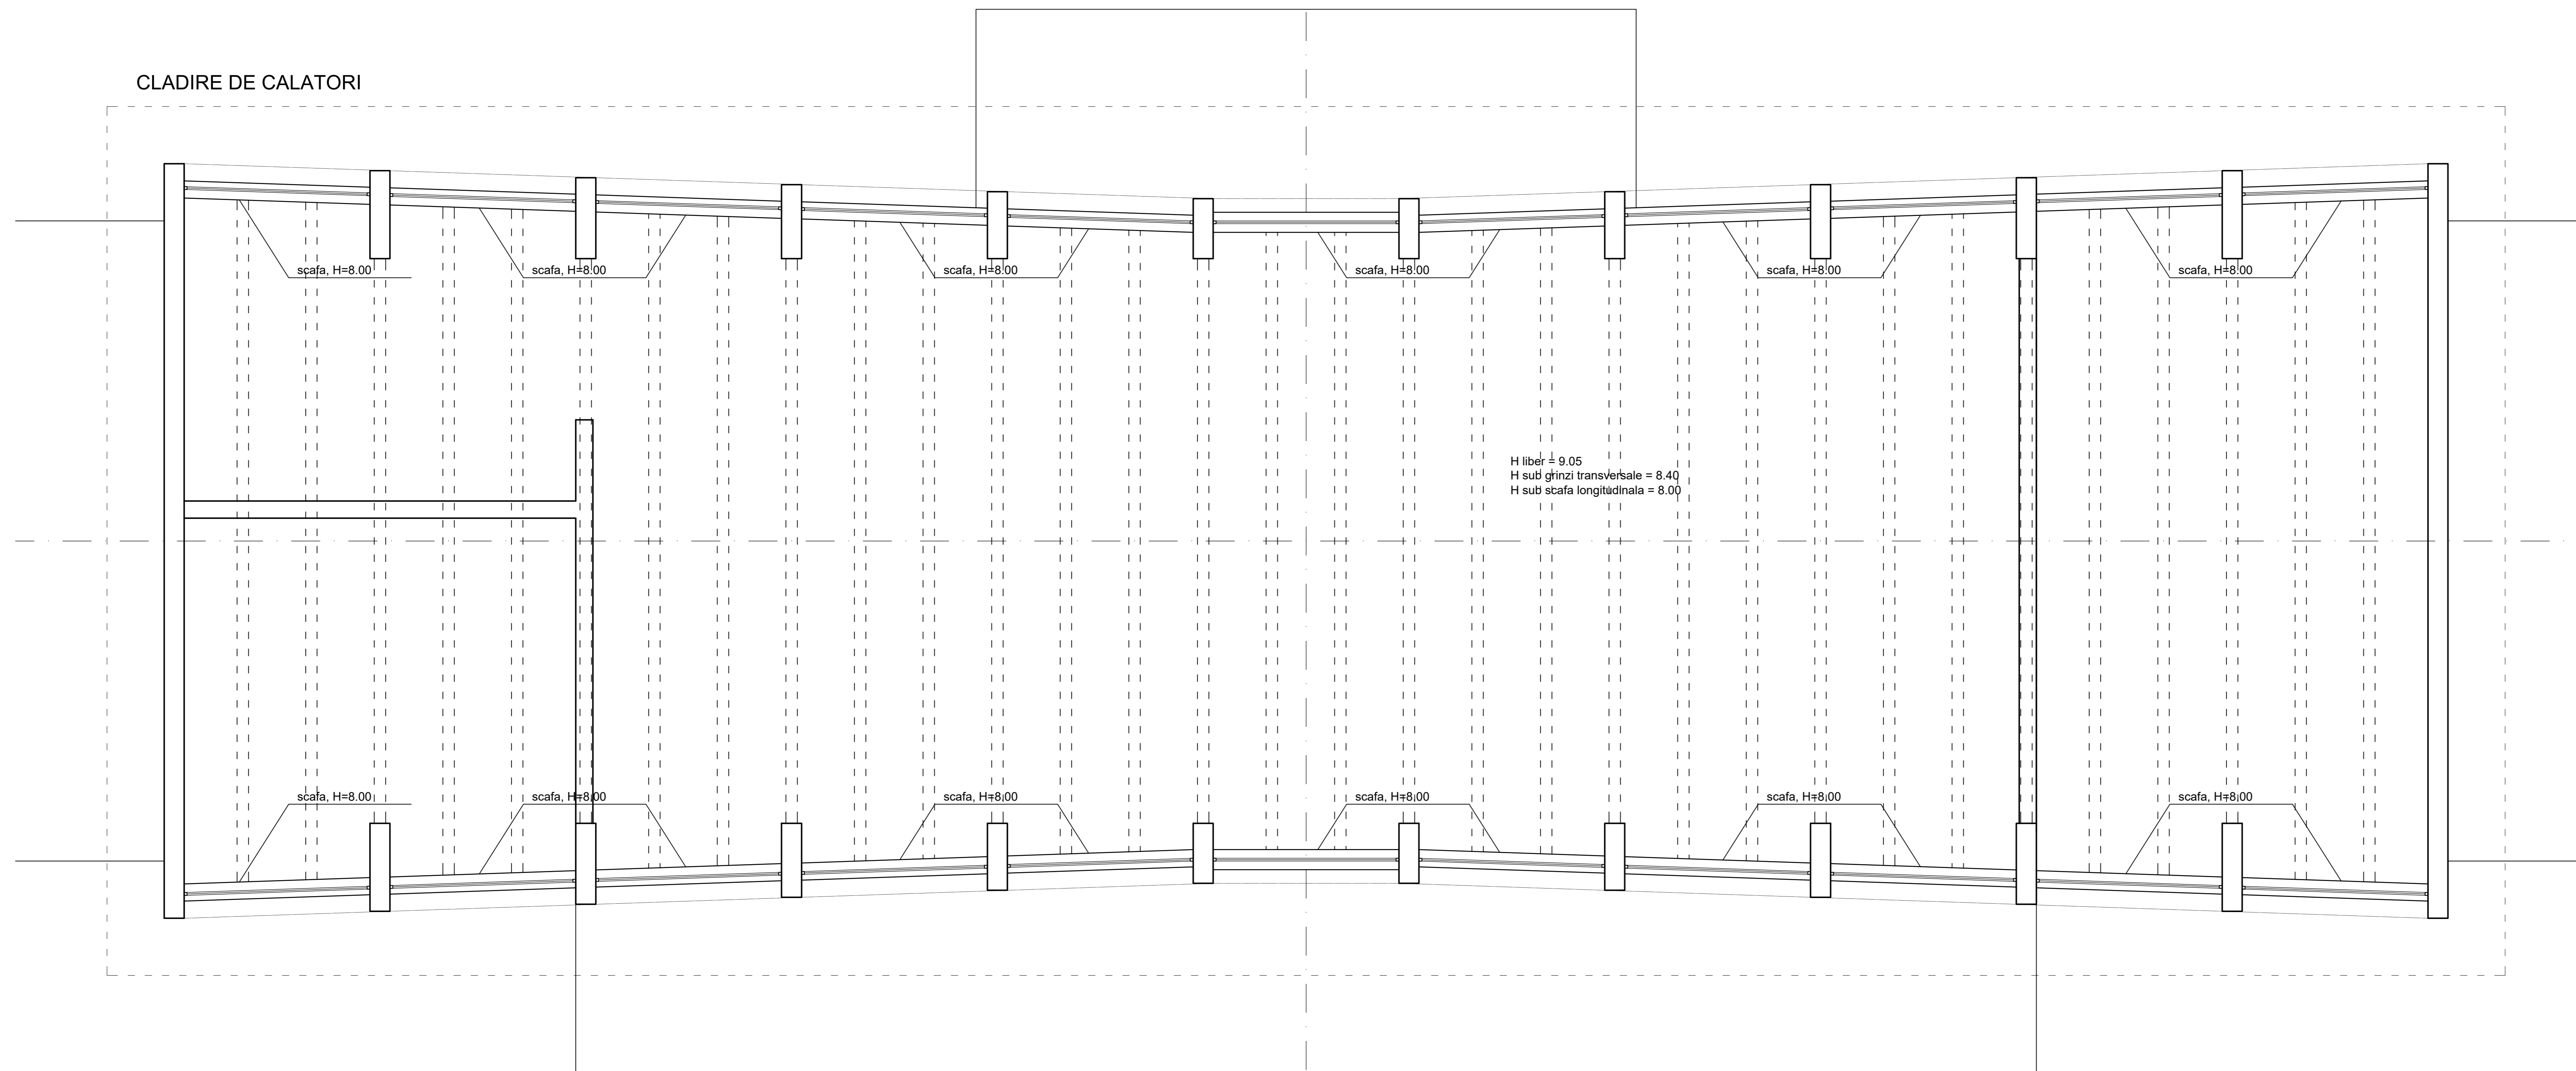 CLADIRE DE CALATORI
scafa, H=8.00
scafa, H=8.00
scafa, H=8.00
scafa, H=8.00
scafa, H=8.00
scafa, H=8.00
H liber = 9.05
H sub grinzi transversale = 8.40
H sub scafa longitudinala = 8.00
scafa, H=8.00
scafa, H=8.00
scafa, H=8.00
scafa, H=8.00
scafa, H=8.00
scafa, H=8.00